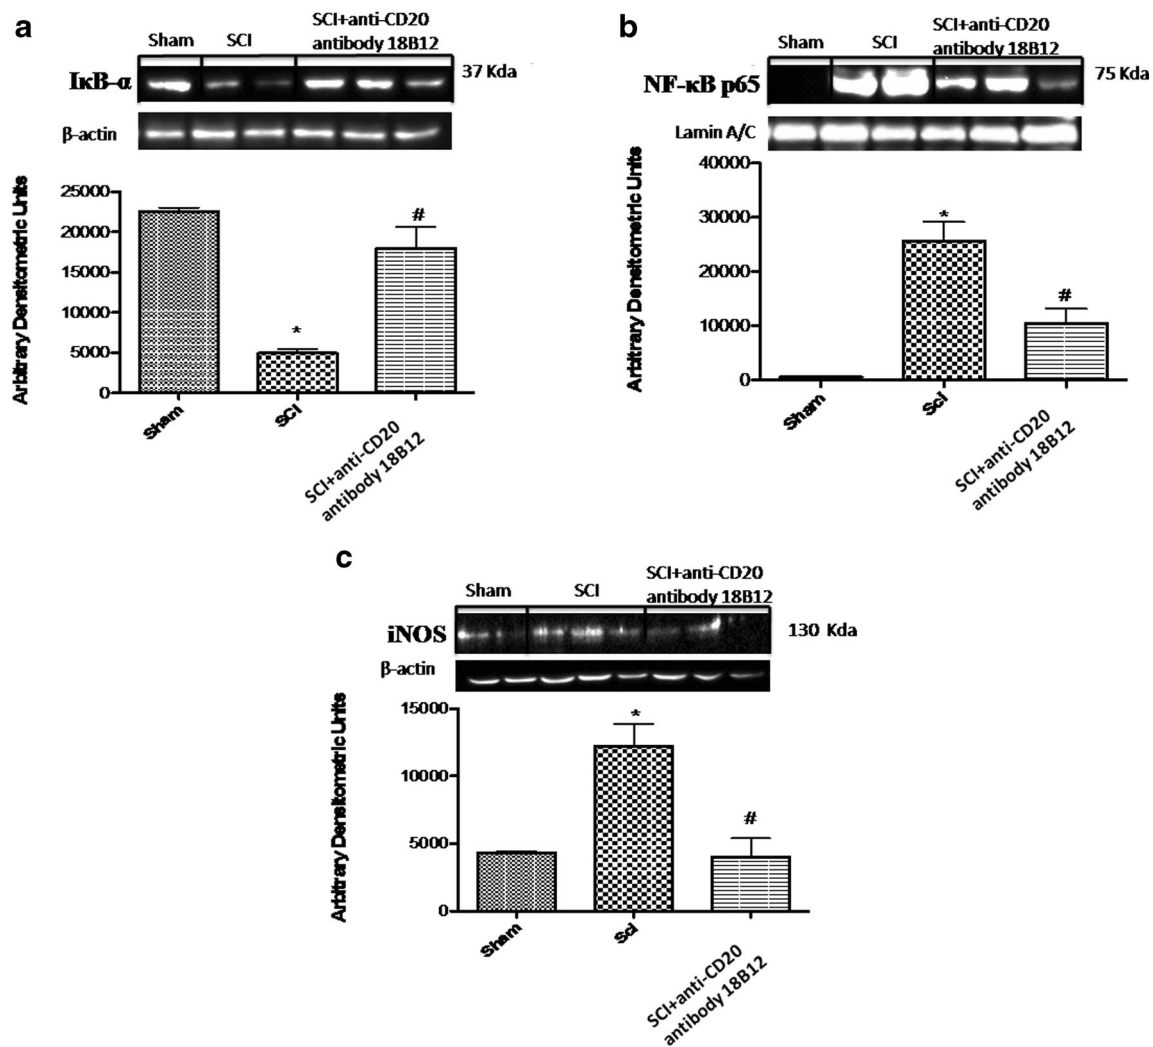 a
Sham SCI SCI+anti-CD20
antibody 18B12
IκB-α
37 Kda
β-actin
Arbitrary Densitometric Units
25000
20000
15000
10000
5000
0
*
#
Sham
SCI
SCI+anti-CD20
antibody 18B12
b
Sham SCI SCI+anti-CD20
antibody 18B12
NF-κB p65
75 Kda
Lamin A/C
Arbitrary Densitometric Units
40000
30000
20000
10000
0
*
#
Sham
ScI
SCI+anti-CD20
antibody 18B12
c
Sham SCI SCI+anti-CD20
antibody 18B12
iNOS
130 Kda
β-actin
Arbitrary Densitometric Units
15000
10000
5000
0
*
#
Sham
ScI
SCI+anti-CD20
antibody 18B12